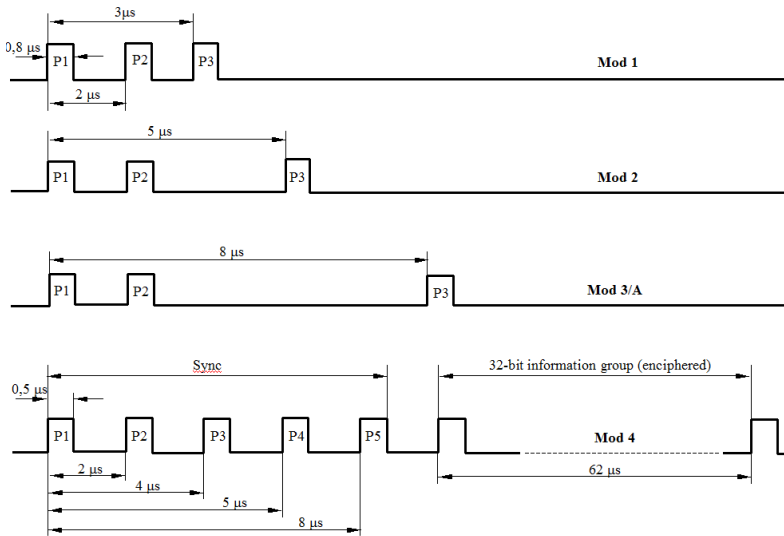 3μs
0,8 μs
P1 P2 P3 Mod 1
2 μs
5 μs
P1 P2 P3 Mod 2
8 μs
P1 P2 P3 Mod 3/A
Sync 32-bit information group (enciphered)
0,5 μs
P1 P2 P3 P4 P5 Mod 4
2 μs 62 μs
4 μs
5 μs
8 μs